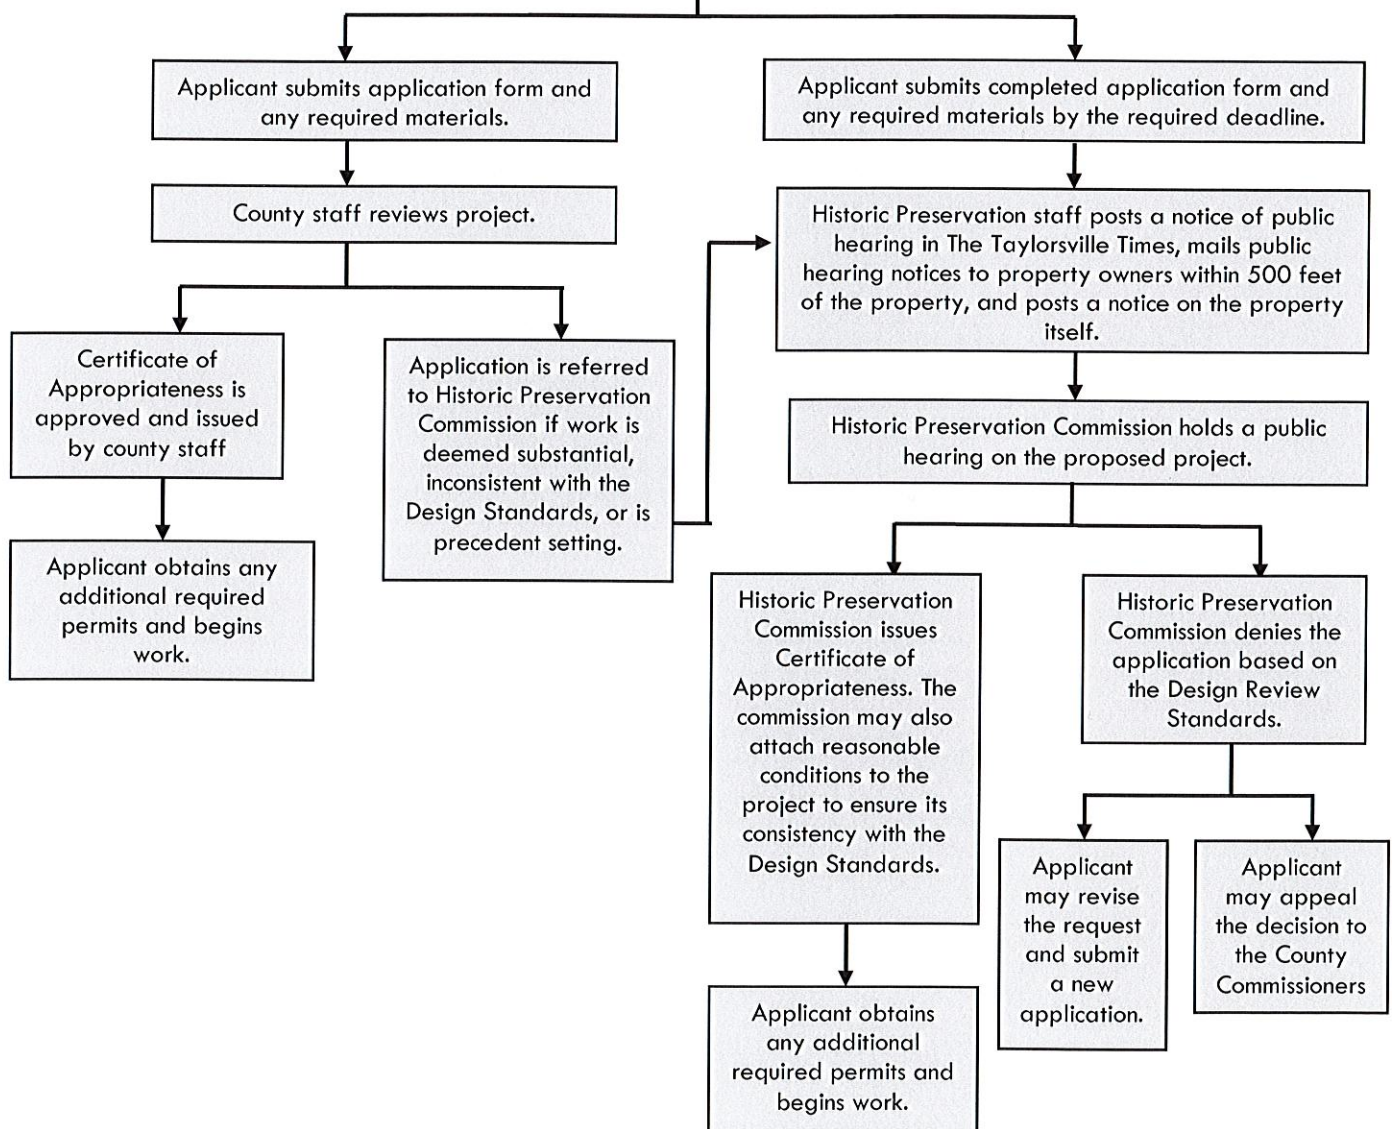 Applicant submits application form and
any required materials.
County staff reviews project.
Certificate of
Appropriateness is
approved and issued
by county staff
Applicant obtains any
additional required
permits and begins
work.
Application is referred
to Historic Preservation
Commission if work is
deemed substantial,
inconsistent with the
Design Standards, or is
precedent setting.
Applicant submits completed application form and
any required materials by the required deadline.
Historic Preservation staff posts a notice of public
hearing in The Taylorsville Times, mails public
hearing notices to property owners within 500 feet
of the property, and posts a notice on the property
itself.
Historic Preservation Commission holds a public
hearing on the proposed project.
Historic Preservation
Commission issues
Certificate of
Appropriateness. The
commission may also
attach reasonable
conditions to the
project to ensure its
consistency with the
Design Standards.
Applicant obtains
any additional
required permits and
begins work.
Historic Preservation
Commission denies the
application based on
the Design Review
Standards.
Applicant
may revise
the request
and submit
a new
application.
Applicant
may appeal
the decision to
the County
Commissioners